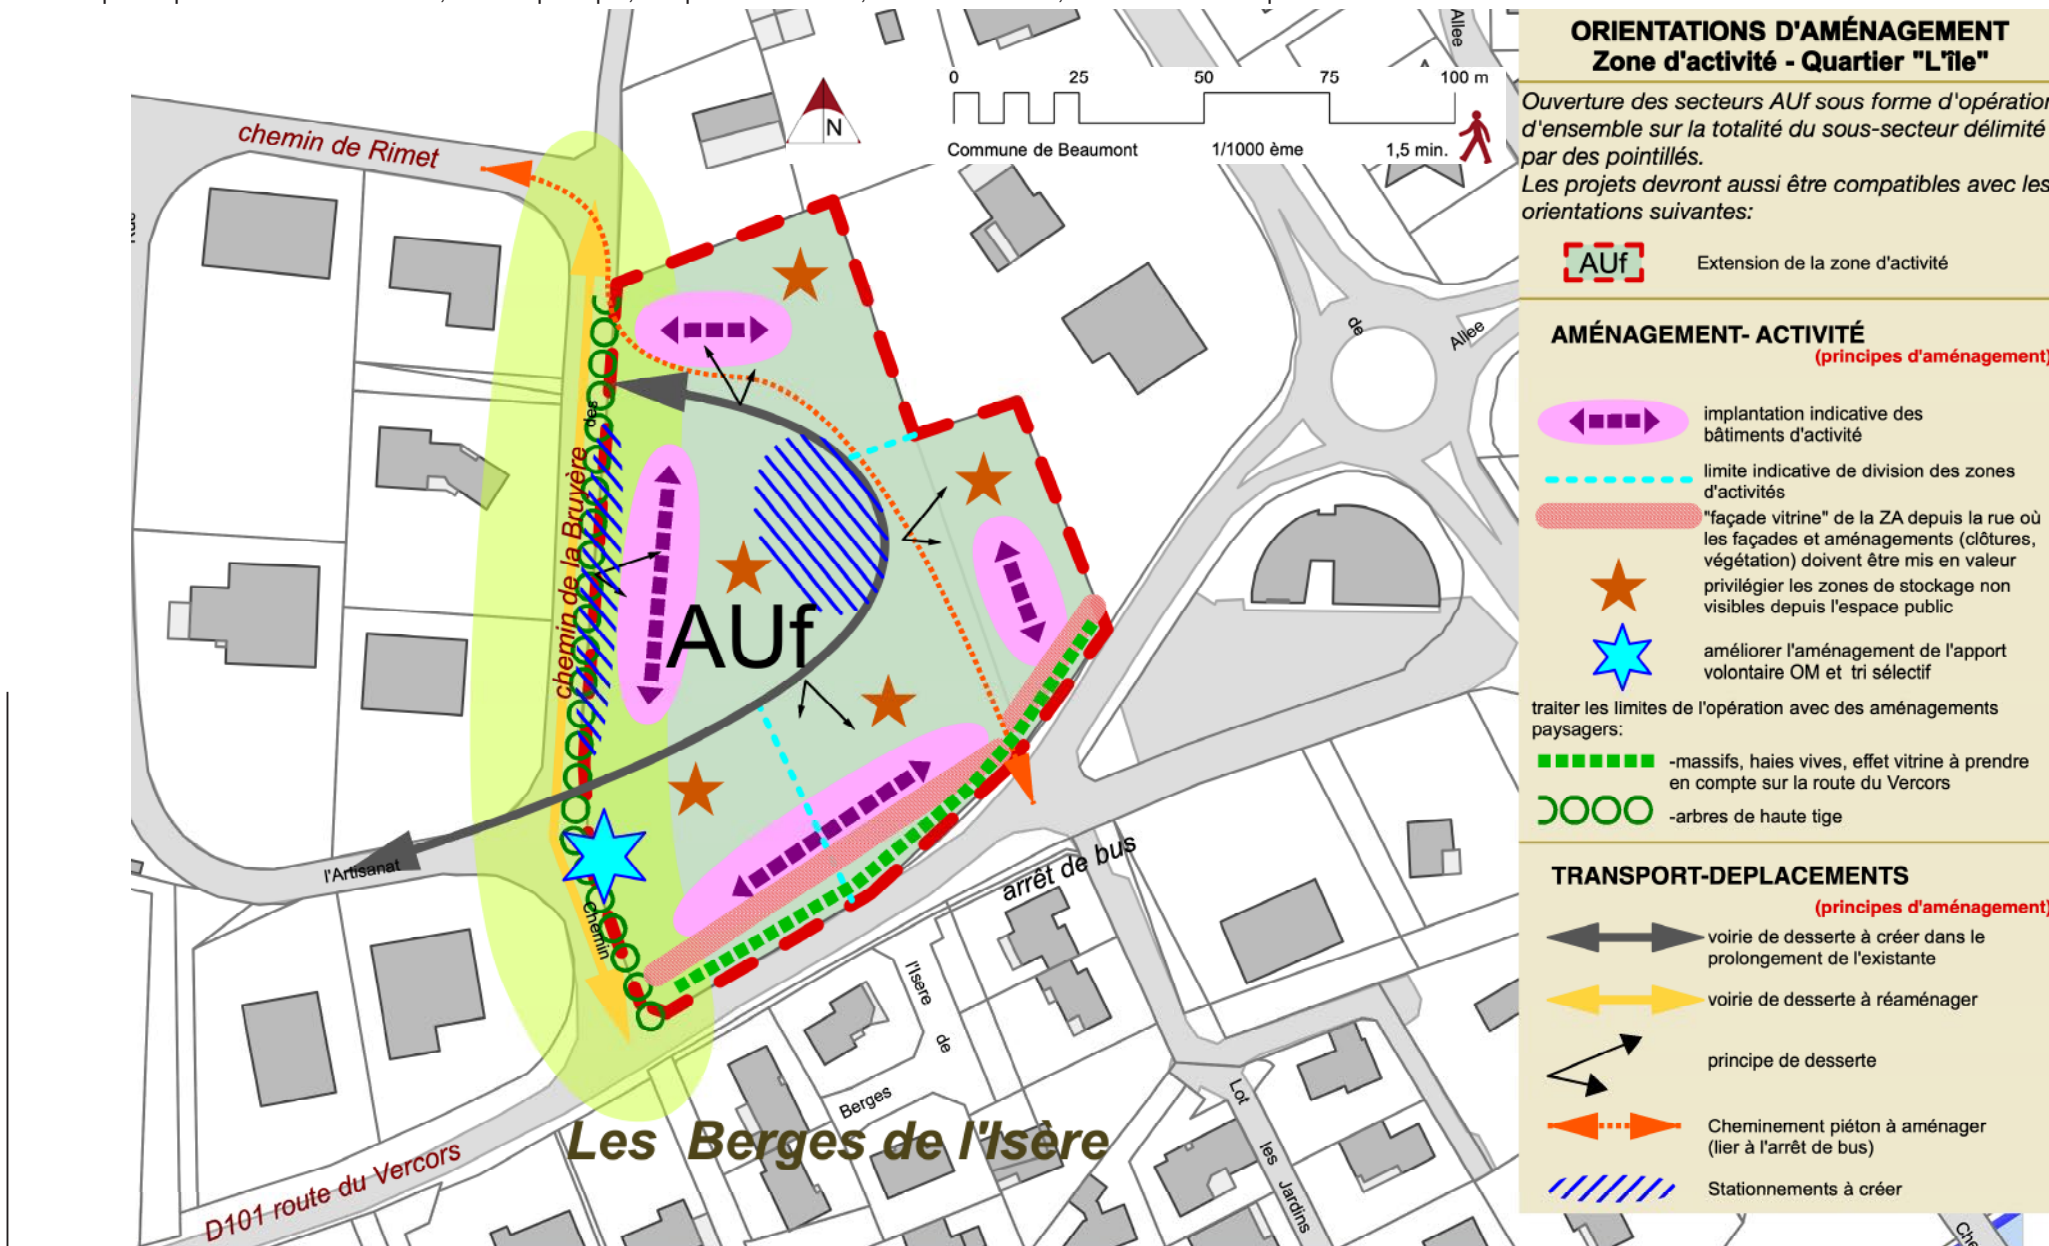 chemin de Rimet
N
0 25 50 75 100 m
Commune de Beaumont 1/1000 ème 1,5 min.
Allee
de
Allee
des
chemin de la Bruyère
AUf
l'Artisanat
Chemin
arrêt de bus
l'Isere
de
Berges
Les Berges de l'Isère
D101 route du Vercors
Lot
les
Jardins
ORIENTATIONS D'AMÉNAGEMENT
Zone d'activité - Quartier "L'île"
Ouverture des secteurs AUf sous forme d'opération
d'ensemble sur la totalité du sous-secteur délimité
par des pointillés.
Les projets devront aussi être compatibles avec les
orientations suivantes:
AUf Extension de la zone d'activité
AMÉNAGEMENT- ACTIVITÉ
(principes d'aménagement)
implantation indicative des
bâtiments d'activité
limite indicative de division des zones
d'activités
"façade vitrine" de la ZA depuis la rue où
les façades et aménagements (clôtures,
végétation) doivent être mis en valeur
privilégier les zones de stockage non
visibles depuis l'espace public
améliorer l'aménagement de l'apport
volontaire OM et tri sélectif
traiter les limites de l'opération avec des aménagements
paysagers:
-massifs, haies vives, effet vitrine à prendre
en compte sur la route du Vercors
-arbres de haute tige
TRANSPORT-DEPLACEMENTS
(principes d'aménagement)
voirie de desserte à créer dans le
prolongement de l'existante
voirie de desserte à réaménager
principe de desserte
Cheminement piéton à aménager
(lier à l'arrêt de bus)
Stationnements à créer